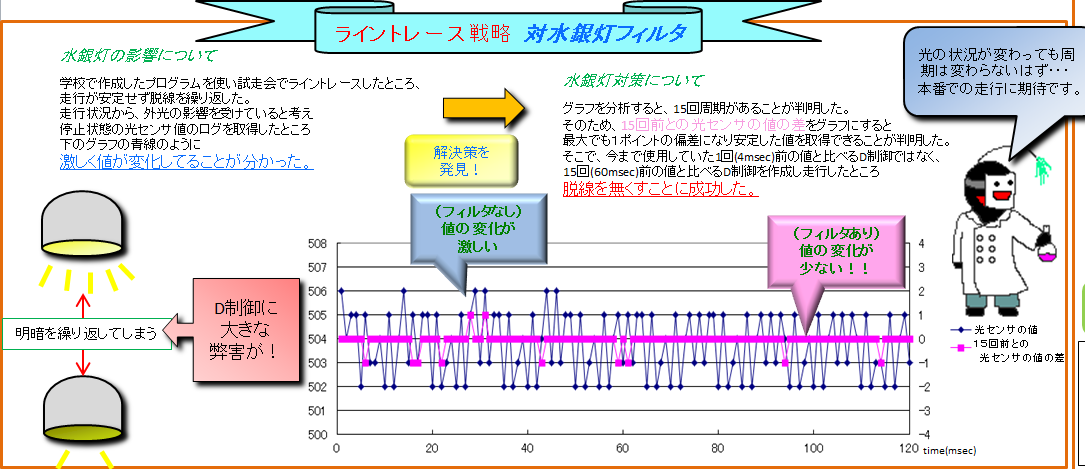 ライントレース戦略 対水銀灯フィルタ
水銀灯の影響について
学校で作成したプログラムを使い試走会でライントレースしたところ、
走行が安定せず脱線を繰り返した。
走行状況から、外光の影響を受けていると考え
停止状態の光センサ値のログを取得したところ
下のグラフの青線のように
激しく値が変化してることが分かった。
解決策を
発見！
水銀灯対策について
グラフを分析すると、15回周期があることが判明した。
そのため、15回前との光センサの値の差をグラフにすると
最大でも1ポイントの偏差になり安定した値を取得できることが判明した。
そこで、今まで使用していた1回(4msec)前の値と比べるD制御ではなく、
15回(60msec)前の値と比べるD制御を作成し走行したところ
脱線を無くすことに成功した。
光の状況が変わっても周
期は変わらないはず・・・
本番での走行に期待です。
明暗を繰り返してしまう
D制御に
大きな
弊害が！
（フィルタなし）
値の変化が
激しい
（フィルタあり）
値の変化が
少ない！！
508
507
506
505
504
503
502
501
500
4
3
2
1
0
-1
-2
-3
-4
0 20 40 60 80 100 120
time(msec)
光センサの値
15回前との
光センサの値の差